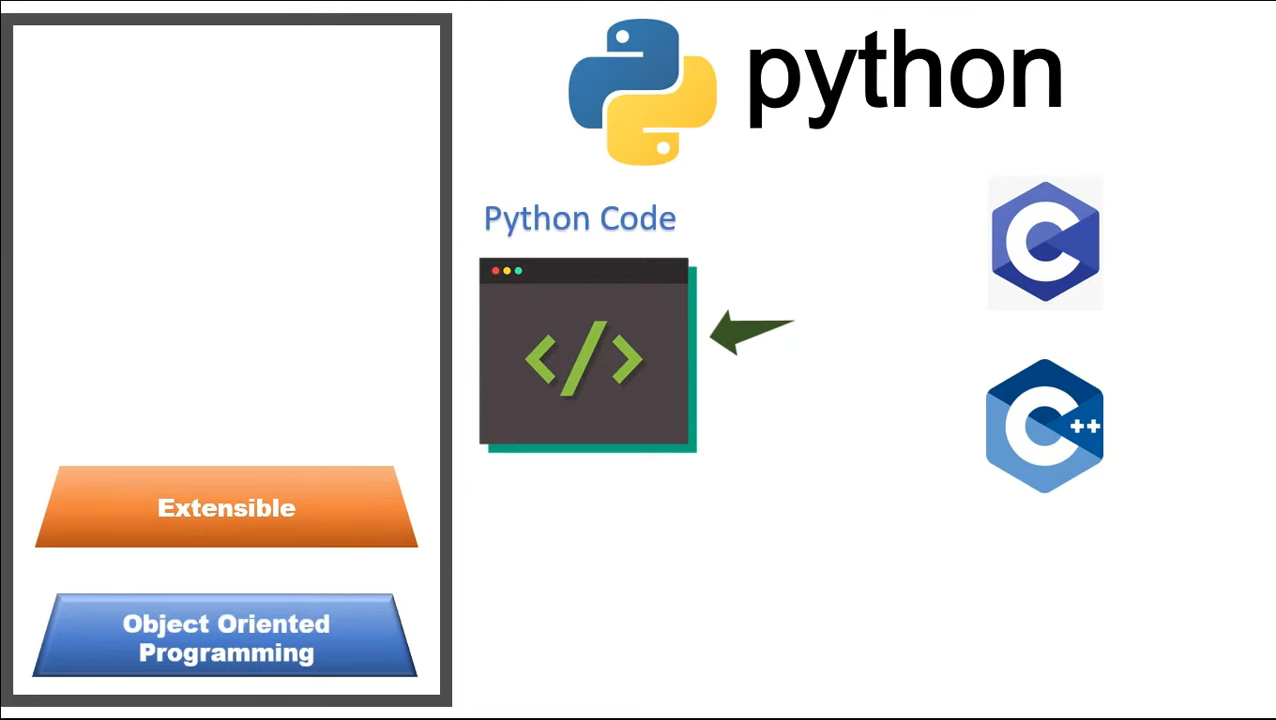 python
Python Code
</>
C
C++
Extensible
Object Oriented
Programming